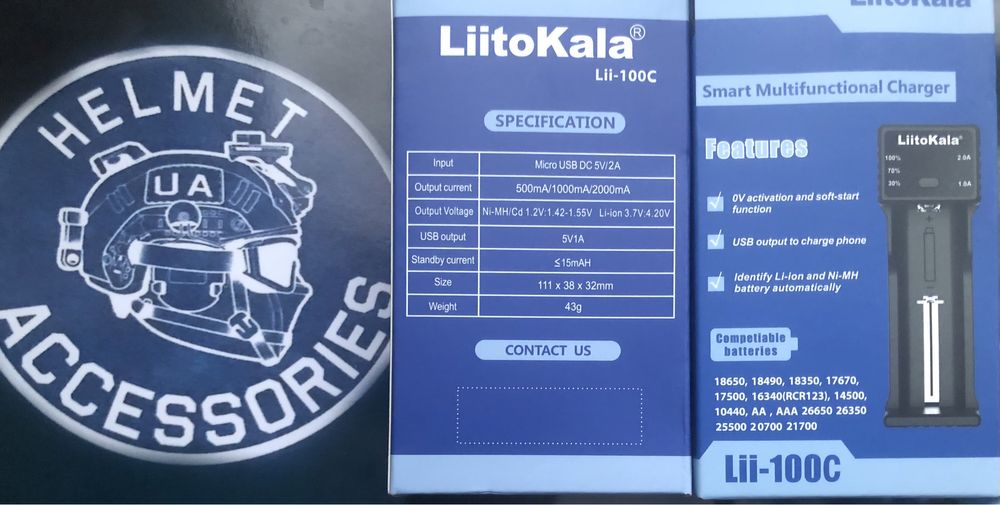 HELMET
UA
ACCESSORIES
LiitoKala®
Lii-100C
SPECIFICATION
Input Micro USB DC 5V/2A
Output current 500mA/1000mA/2000mA
Output Voltage Ni-MH/Cd 1.2V:1.42-1.55V Li-ion 3.7V:4.20V
USB output 5V1A
Standby current ≤15mAH
Size 111 x 38 x 32mm
Weight 43g
CONTACT US
LiitoKala
Smart Multifunctional Charger
Features
0V activation and soft-start
function
USB output to charge phone
Identify Li-ion and Ni-MH
battery automatically
Competiable
batteries
18650, 18490, 18350, 17670,
17500, 16340(RCR123), 14500,
10440, AA , AAA 26650 26350
25500 20700 21700
Lii-100C
LiitoKala®
100% 2.0A
70%
30% 1.0A